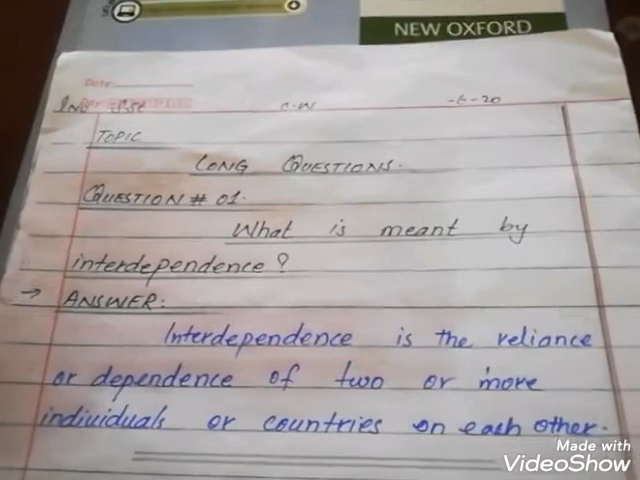 NEW OXFORD
Date:
S.st C.W -6-20
TOPIC
LONG QUESTIONS.
QUESTION # 01.
What is meant by
interdependence?
→ ANSWER:
Interdependence is the reliance
or dependence of two or more
individuals or countries on each other.
Made with
VideoShow